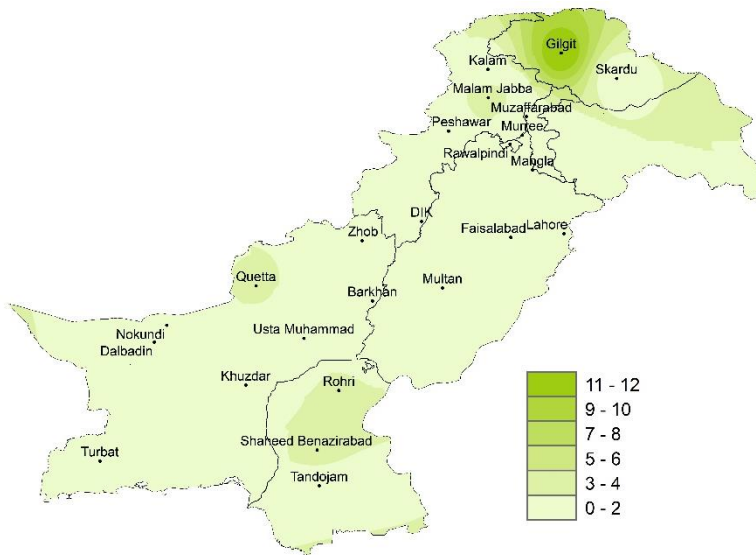 Gilgit
Kalam
Skardu
Malam Jabba
Muzaffarabad
Peshawar
Murree
Rawalpindi
Mangla
DIK
Zhob
Faisalabad
Lahore
Quetta
Multan
Barkhan
Nokundi
Usta Muhammad
Dalbadin
Khuzdar
Rohri
11 - 12
9 - 10
7 - 8
5 - 6
3 - 4
0 - 2
Shaheed Benazirabad
Turbat
Tandojam